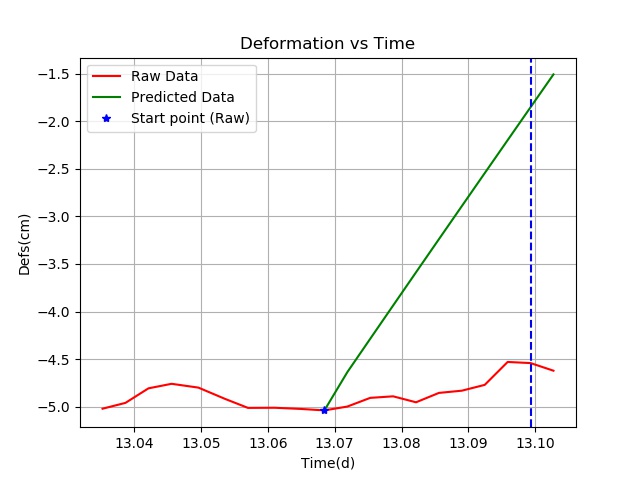 Deformation vs Time
Raw Data
Predicted Data
Start point (Raw)
−1.5
−2.0
−2.5
−3.0
−3.5
−4.0
−4.5
−5.0
Defs(cm)
13.04 13.05 13.06 13.07 13.08 13.09 13.10
Time(d)